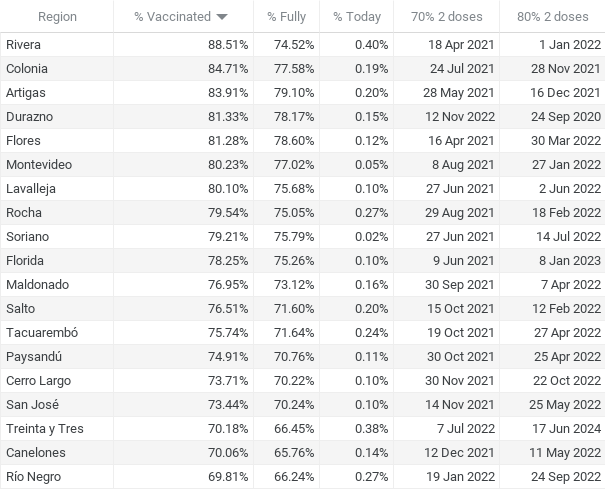 Region % Vaccinated % Fully % Today 70% 2 doses 80% 2 doses
Rivera 88.51% 74.52% 0.40% 18 Apr 2021 1 Jan 2022
Colonia 84.71% 77.58% 0.19% 24 Jul 2021 28 Nov 2021
Artigas 83.91% 79.10% 0.20% 28 May 2021 16 Dec 2021
Durazno 81.33% 78.17% 0.15% 12 Nov 2022 24 Sep 2020
Flores 81.28% 78.60% 0.12% 16 Apr 2021 30 Mar 2022
Montevideo 80.23% 77.02% 0.05% 8 Aug 2021 27 Jan 2022
Lavalleja 80.10% 75.68% 0.10% 27 Jun 2021 2 Jun 2022
Rocha 79.54% 75.05% 0.27% 29 Aug 2021 18 Feb 2022
Soriano 79.21% 75.79% 0.02% 27 Jun 2021 14 Jul 2022
Florida 78.25% 75.26% 0.10% 9 Jun 2021 8 Jan 2023
Maldonado 76.95% 73.12% 0.16% 30 Sep 2021 7 Apr 2022
Salto 76.51% 71.60% 0.20% 15 Oct 2021 12 Feb 2022
Tacuarembó 75.74% 71.64% 0.24% 19 Oct 2021 27 Apr 2022
Paysandú 74.91% 70.76% 0.11% 30 Oct 2021 25 Apr 2022
Cerro Largo 73.71% 70.22% 0.10% 30 Nov 2021 22 Oct 2022
San José 73.44% 70.24% 0.10% 14 Nov 2021 25 May 2022
Treinta y Tres 70.18% 66.45% 0.38% 7 Jul 2022 17 Jun 2024
Canelones 70.06% 65.76% 0.14% 12 Dec 2021 11 May 2022
Río Negro 69.81% 66.24% 0.27% 19 Jan 2022 24 Sep 2022